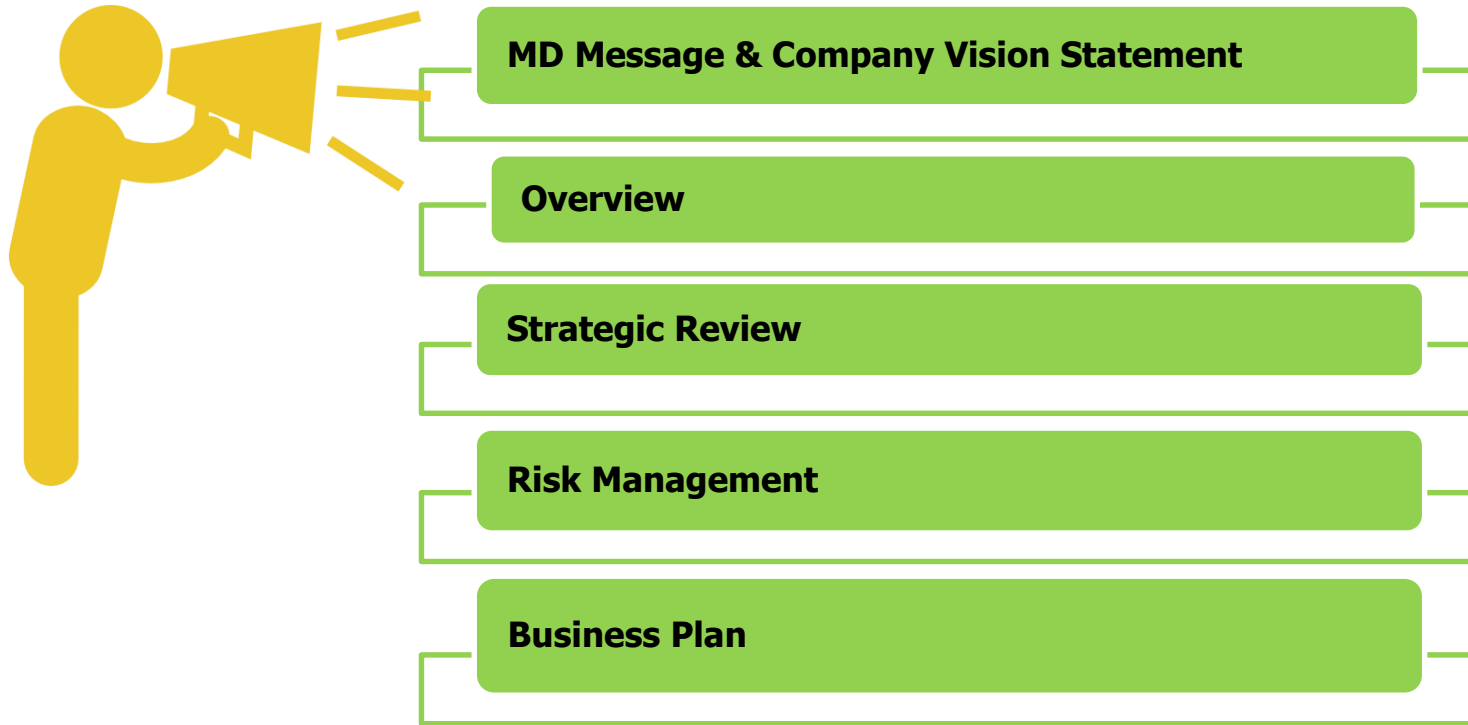 MD Message & Company Vision Statement
Overview
Strategic Review
Risk Management
Business Plan